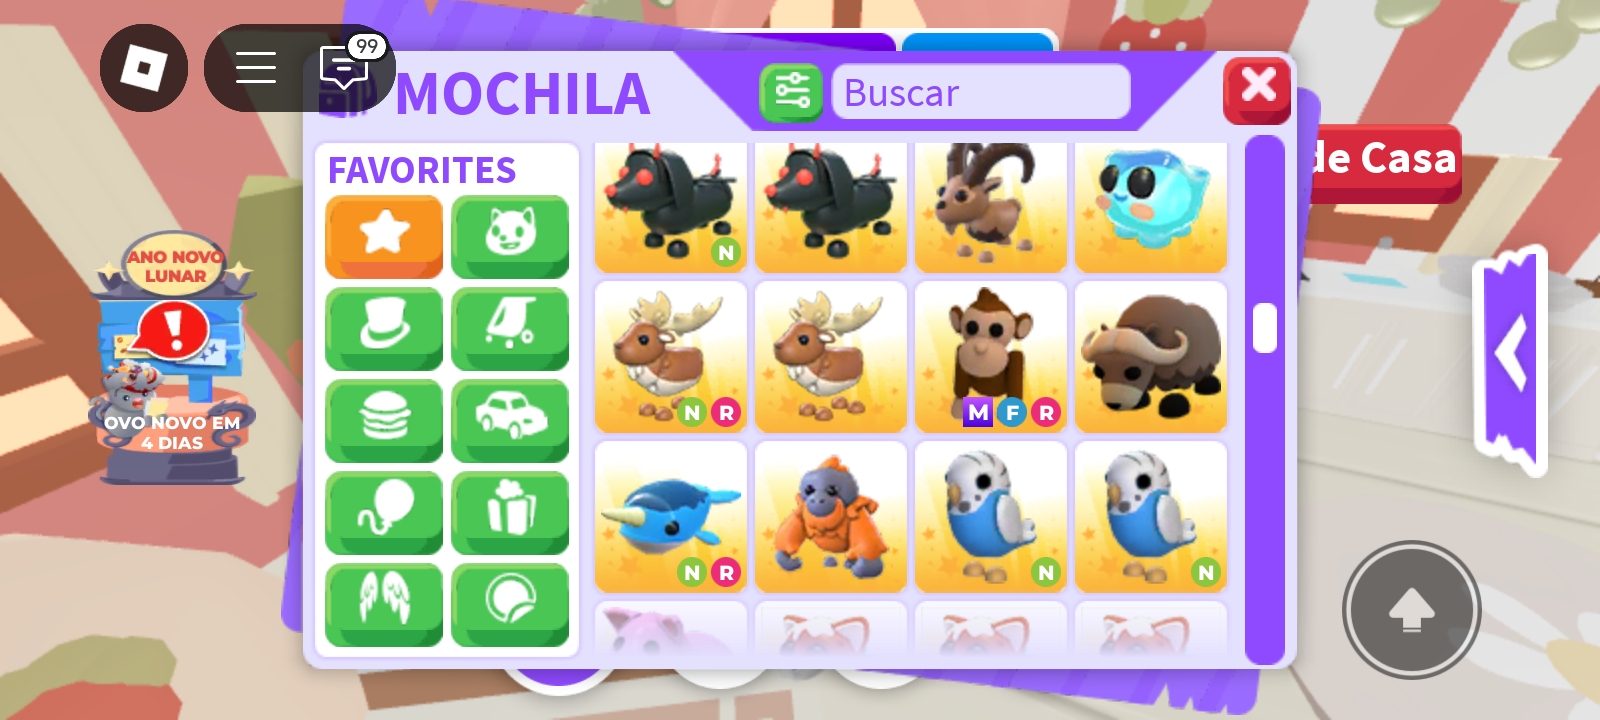 99
MOCHILA
Buscar
FAVORITES
de Casa
ANO NOVO
LUNAR
!
OVO NOVO EM
4 DIAS
N
N R
M F R
N R
N
N